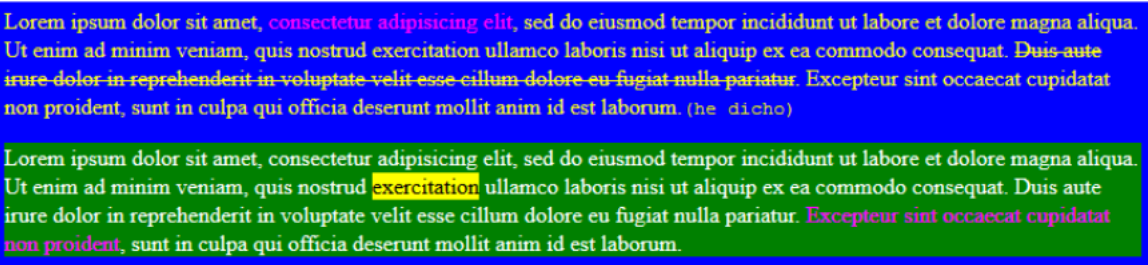 Lorem ipsum dolor sit amet, consectetur adipisicing elit, sed do eiusmod tempor incididunt ut labore et dolore magna aliqua.
Ut enim ad minim veniam, quis nostrud exercitation ullamco laboris nisi ut aliquip ex ea commodo consequat. Duis aute
irure dolor in reprehenderit in voluptate velit esse cillum dolore eu fugiat nulla pariatur. Excepteur sint occaecat cupidatat
non proident, sunt in culpa qui officia deserunt mollit anim id est laborum.(he dicho)
Lorem ipsum dolor sit amet, consectetur adipisicing elit, sed do eiusmod tempor incididunt ut labore et dolore magna aliqua.
Ut enim ad minim veniam, quis nostrud exercitation ullamco laboris nisi ut aliquip ex ea commodo consequat. Duis aute
irure dolor in reprehenderit in voluptate velit esse cillum dolore eu fugiat nulla pariatur. Excepteur sint occaecat cupidatat
non proident, sunt in culpa qui officia deserunt mollit anim id est laborum.